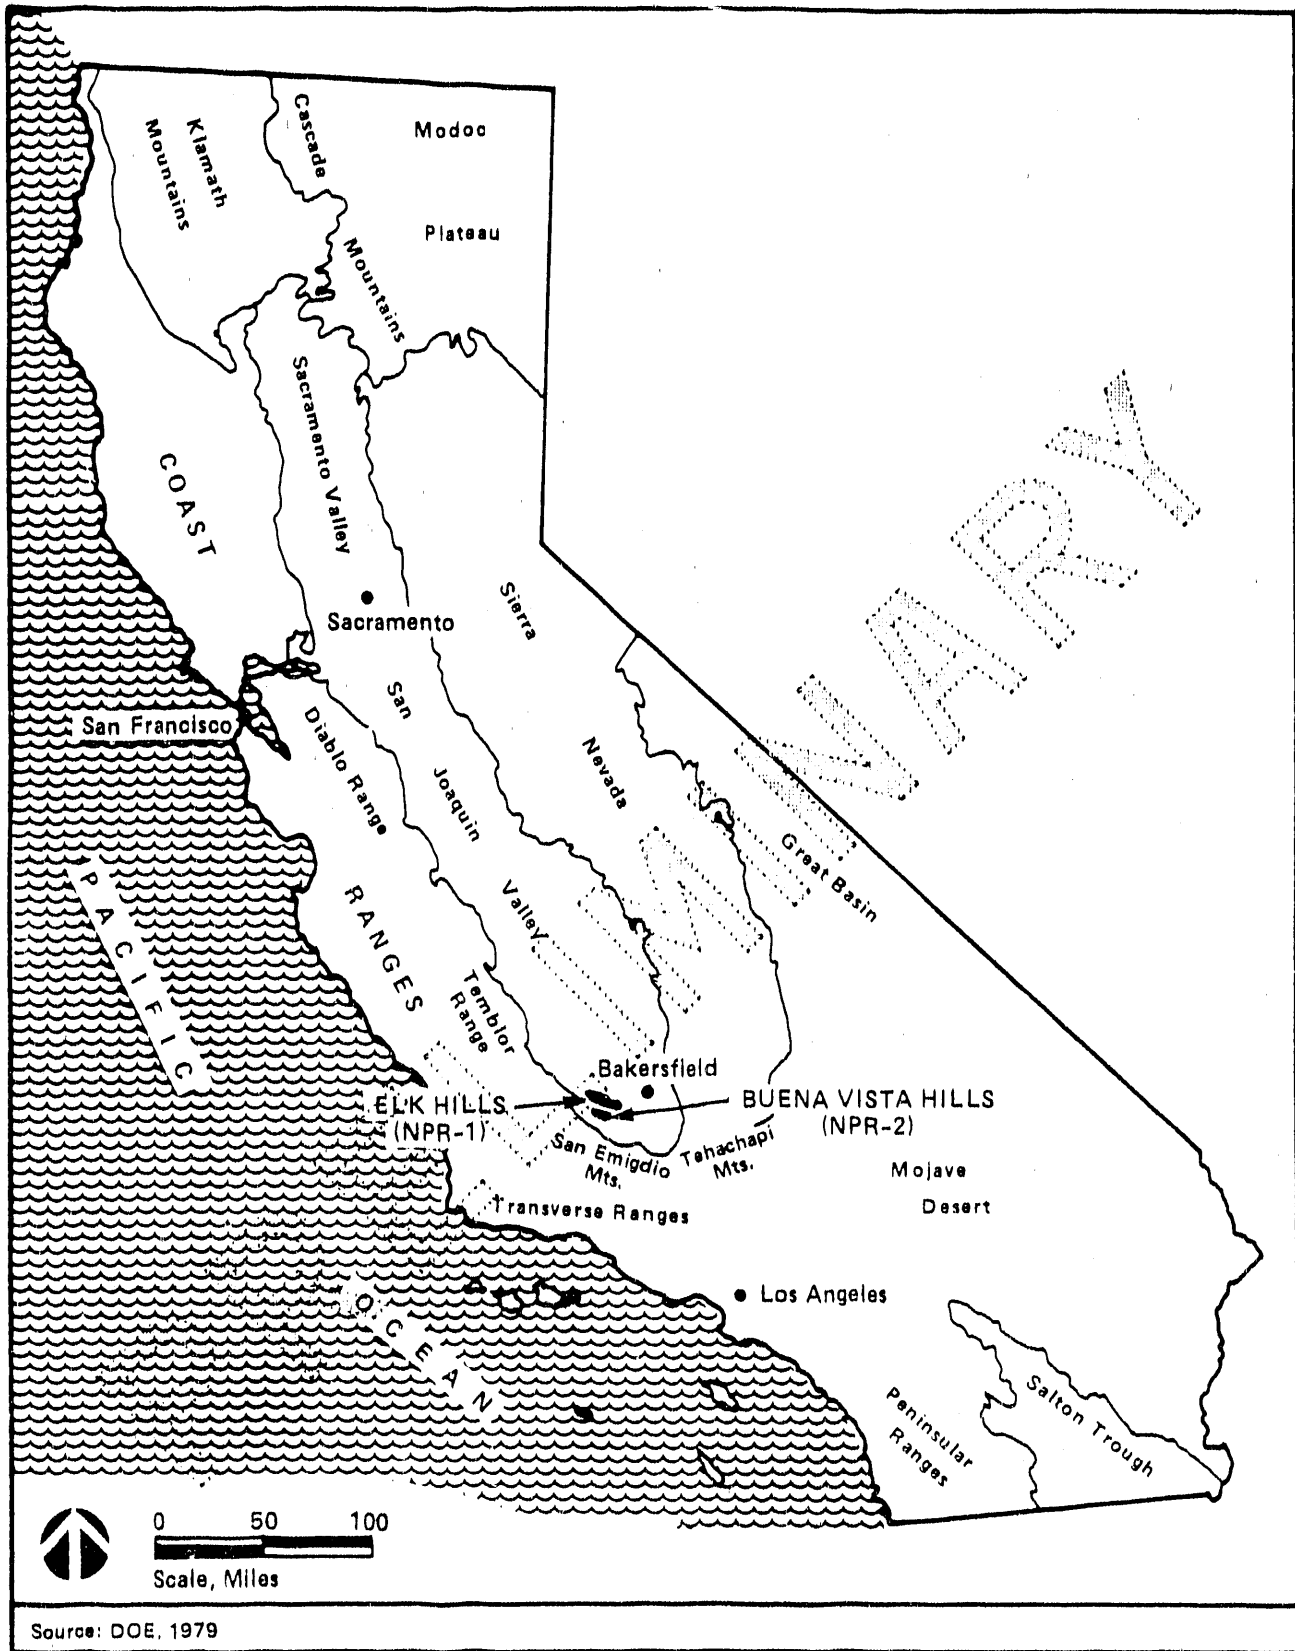 Klamath
Mountains
Cascade
Mountains
Modoc
Plateau
Sacramento Valley
COAST
RANGES
Sacramento
Sierra
Nevada
San Francisco
Diablo Range
San
Joaquin
Valley
Great Basin
PACIFIC
OCEAN
Temblor
Range
Bakersfield
ELK HILLS
(NPR-1)
BUENA VISTA HILLS
(NPR-2)
San Emigdio
Mts.
Tehachapi
Mts.
Mojave
Desert
Transverse Ranges
Los Angeles
Peninsular
Ranges
Salton Trough
PRELIMINARY
0 50 100
Scale, Miles
Source: DOE, 1979